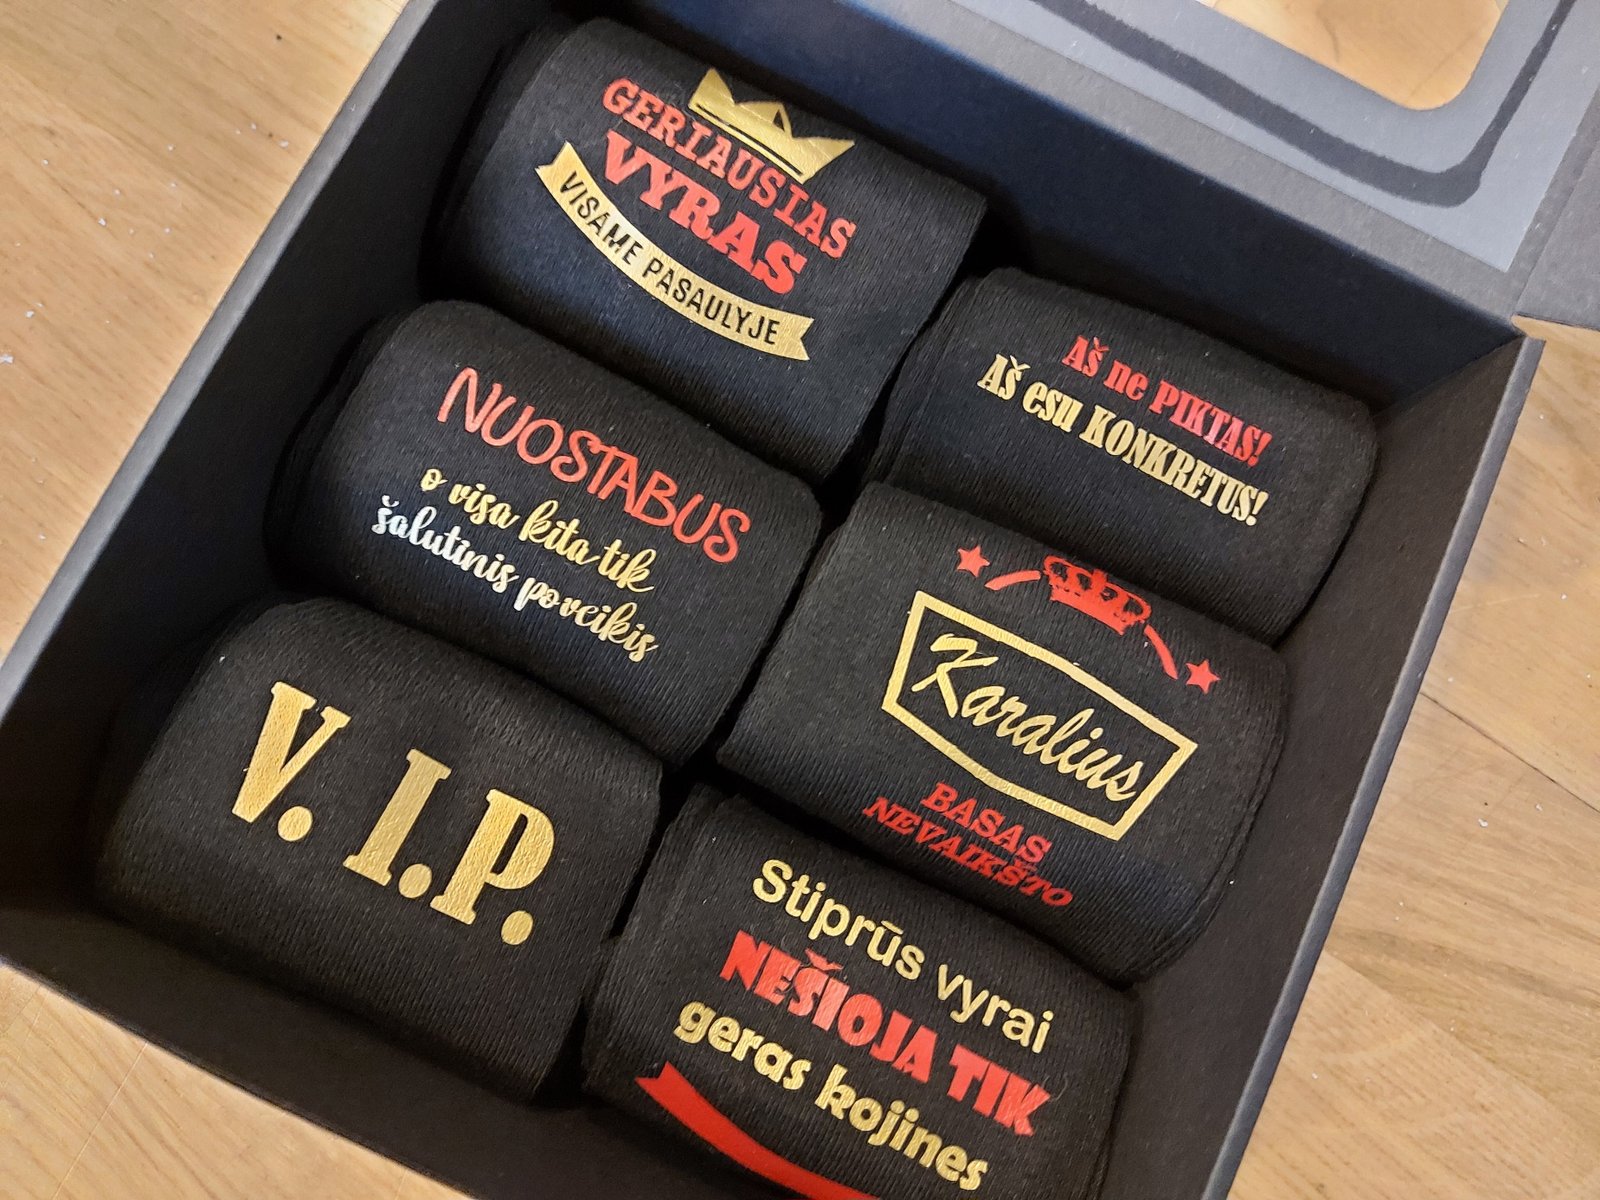 GERIAUSIAS
VYRAS
VISAME PASAULYJE
Aš ne PIKTAS!
Aš esu KONKRETUS!
NUOSTABUS
o visa kita tik
šalutinis poveikis
Karalius
BASAS
NEVAIKŠTO
V.I.P.
Stiprūs vyrai
NEŠIOJA TIK
geras kojines